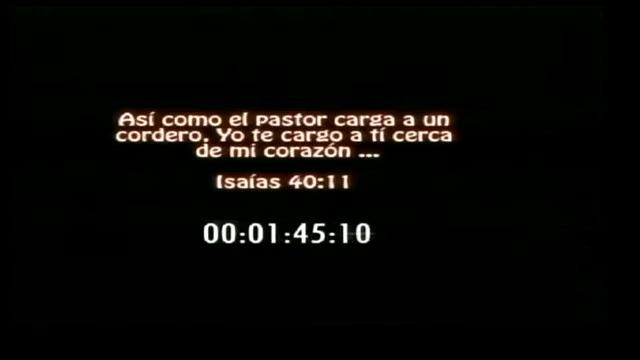 Así como el pastor carga a un
cordero, Yo te cargo a tí cerca
de mi corazón ...
Isaías 40:11
00:01:45:10